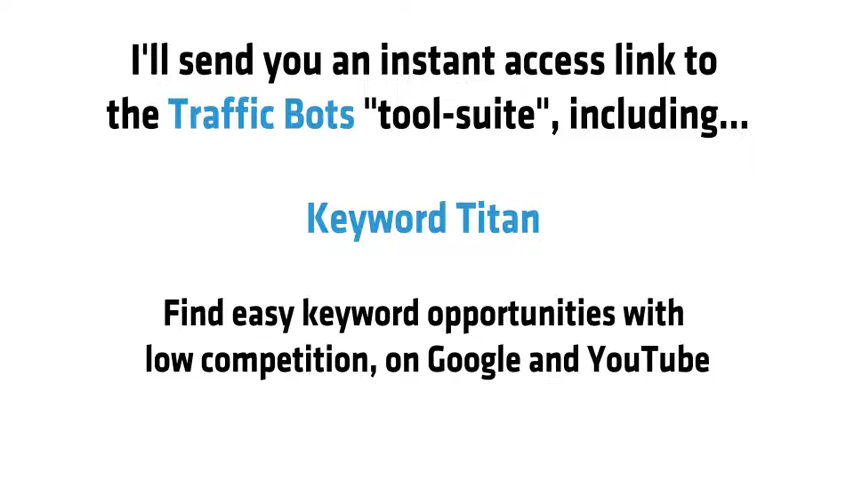 I'll send you an instant access link to
the Traffic Bots "tool-suite", including...
Keyword Titan
Find easy keyword opportunities with
low competition, on Google and YouTube